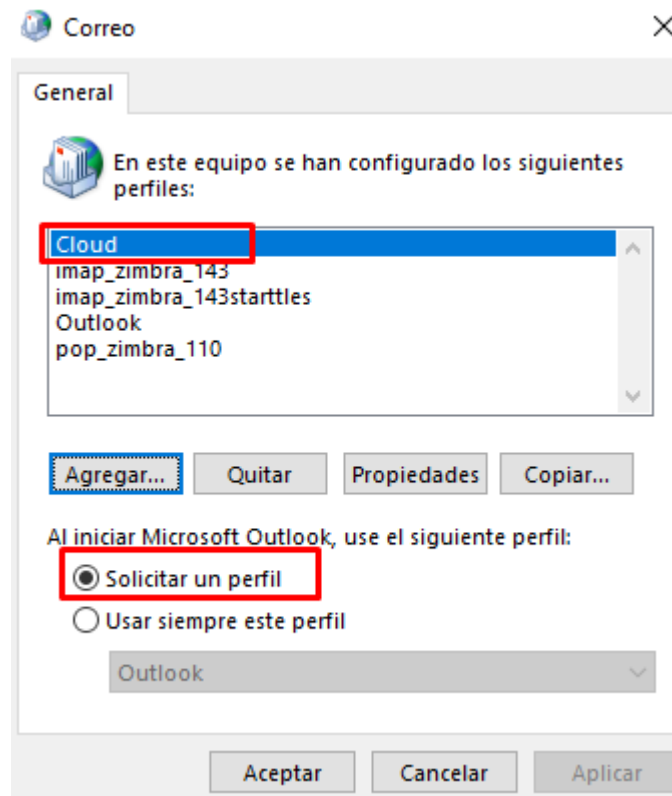 Correo
General
En este equipo se han configurado los siguientes
perfiles:
Cloud
imap_zimbra_143
imap_zimbra_143starttles
Outlook
pop_zimbra_110
Agregar... Quitar Propiedades Copiar...
Al iniciar Microsoft Outlook, use el siguiente perfil:
Solicitar un perfil
Usar siempre este perfil
Outlook
Aceptar Cancelar Aplicar